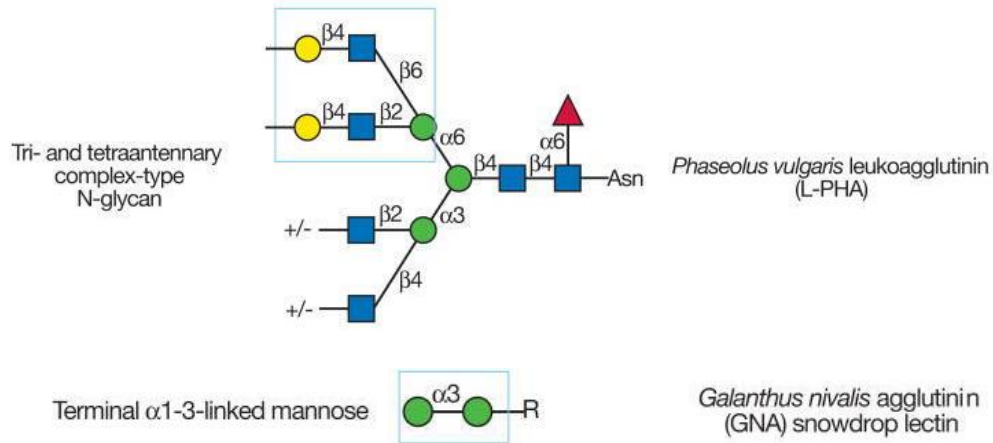 β4
β6
β4 β2
α6
Tri- and tetraantennary
complex-type
N-glycan
α6
β4 β4 Asn
Phaseolus vulgaris leukoagglutinin
(L-PHA)
+/- β2 α3
β4
+/-
Terminal α1-3-linked mannose
α3
R
Galanthus nivalis agglutinin
(GNA) snowdrop lectin